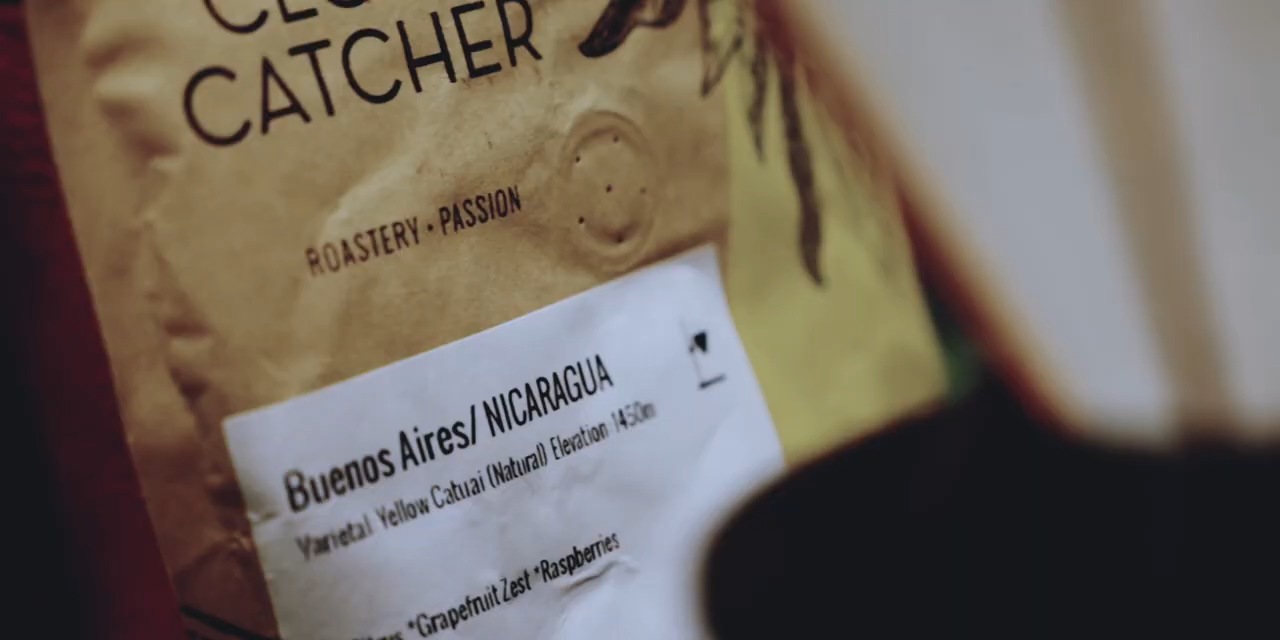 CATCHER
ROASTERY • PASSION
Buenos Aires/ NICARAGUA
Varietal Yellow Catuai (Natural) Elevation 1450m
*Grapefruit Zest *Raspberries